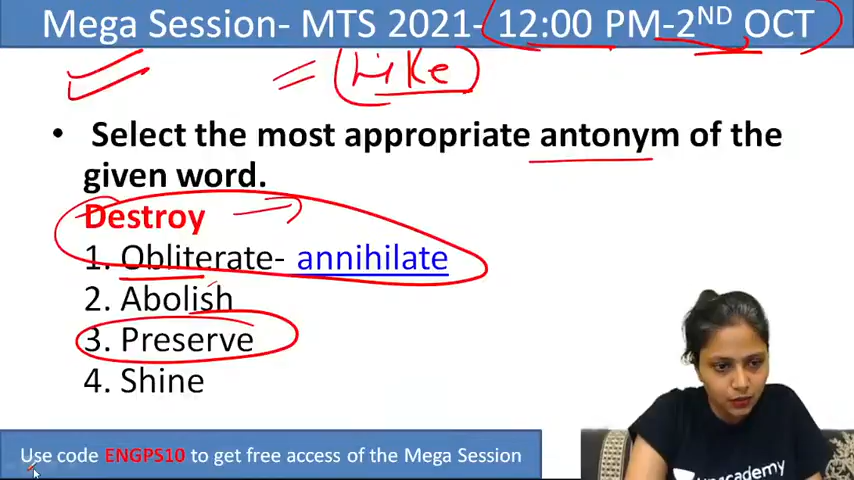 Mega Session- MTS 2021- 12:00 PM-2ND OCT
= Like
• Select the most appropriate antonym of the
given word.
Destroy
1. Obliterate- annihilate
2. Abolish
3. Preserve
4. Shine
Use code ENGPS10 to get free access of the Mega Session